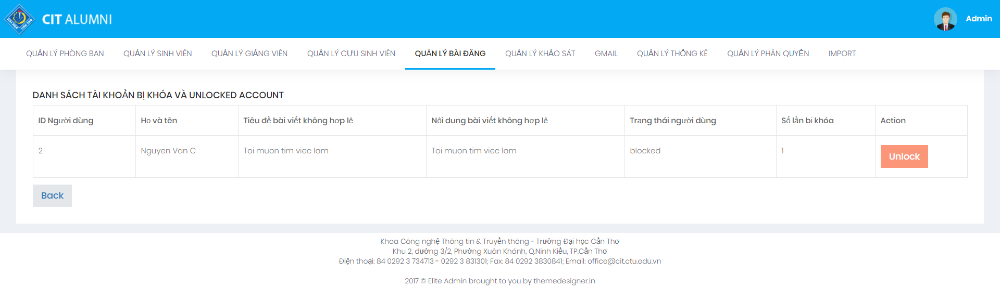 CIT ALUMNI
Admin
ĐẠI HỌC CẦN THƠ
QUẢN LÝ PHÒNG BAN QUẢN LÝ SINH VIÊN QUẢN LÝ GIẢNG VIÊN QUẢN LÝ CỰU SINH VIÊN QUẢN LÝ BÀI ĐĂNG QUẢN LÝ KHẢO SÁT GMAIL QUẢN LÝ THỐNG KÊ QUẢN LÝ PHÂN QUYỀN IMPORT
DANH SÁCH TÀI KHOẢN BỊ KHÓA VÀ UNLOCKED ACCOUNT
ID Người dùng Họ và tên Tiêu đề bài viết không hợp lệ Nội dung bài viết không hợp lệ Trạng thái người dùng Số lần bị khóa Action
2 Nguyen Van C Toi muon tim viec lam Toi muon tim viec lam blocked 1 Unlock
Back
Khoa Công nghệ Thông tin & Truyền thông - Trường Đại học Cần Thơ
Khu 2, đường 3/2, Phường Xuân Khánh, Q.Ninh Kiều, TP.Cần Thơ
Điện thoại: 84 0292 3 734713 - 0292 3 831301; Fax: 84 0292 3830841; Email: office@cit.ctu.edu.vn
2017 © Elite Admin brought to you by themedesigner.in